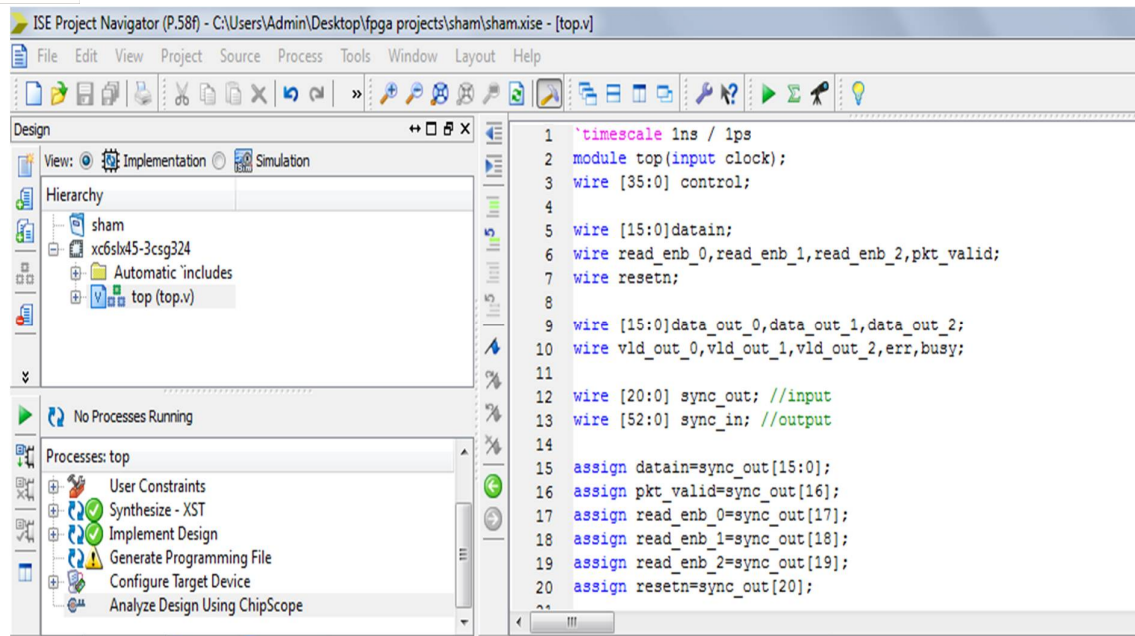 ISE Project Navigator (P.58f) - C:\Users\Admin\Desktop\fpga projects\sham\sham.xise - [top.v]
File Edit View Project Source Process Tools Window Layout Help
Design
View: Implementation Simulation
Hierarchy
sham
xc6slx45-3csg324
Automatic `includes
top (top.v)
No Processes Running
Processes: top
User Constraints
Synthesize - XST
Implement Design
Generate Programming File
Configure Target Device
Analyze Design Using ChipScope
1 `timescale 1ns / 1ps
2 module top(input clock);
3 wire [35:0] control;
4
5 wire [15:0]datain;
6 wire read_enb_0,read_enb_1,read_enb_2,pkt_valid;
7 wire resetn;
8
9 wire [15:0]data_out_0,data_out_1,data_out_2;
10 wire vld_out_0,vld_out_1,vld_out_2,err,busy;
11
12 wire [20:0] sync_out; //input
13 wire [52:0] sync_in; //output
14
15 assign datain=sync_out[15:0];
16 assign pkt_valid=sync_out[16];
17 assign read_enb_0=sync_out[17];
18 assign read_enb_1=sync_out[18];
19 assign read_enb_2=sync_out[19];
20 assign resetn=sync_out[20];